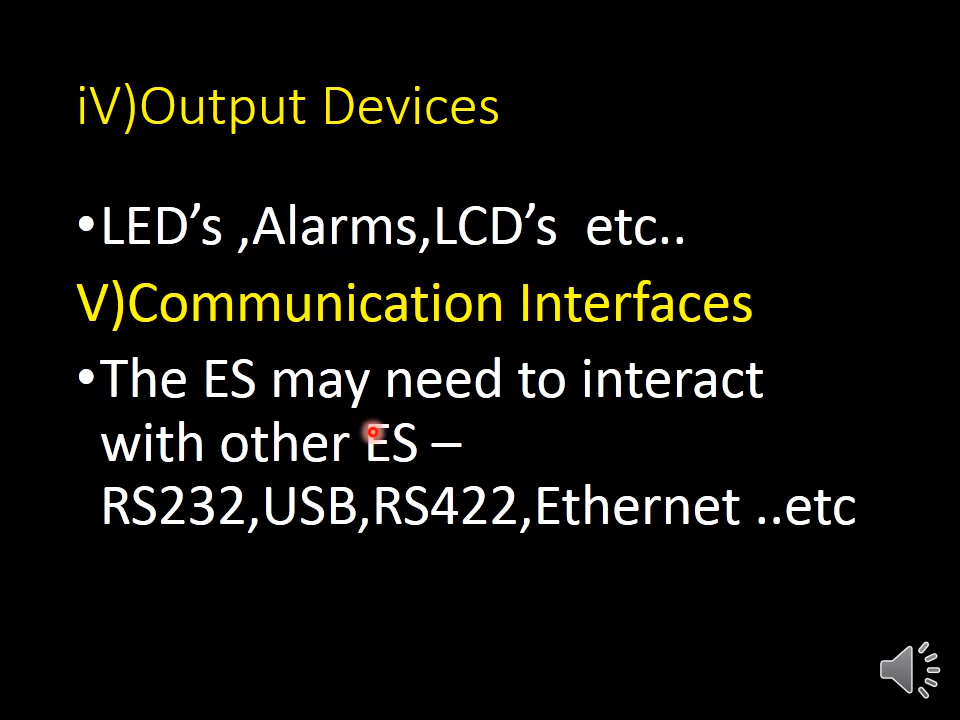 iV)Output Devices
•LED’s ,Alarms,LCD’s  etc..
V)Communication Interfaces
•The ES may need to interact
with other ES –
RS232,USB,RS422,Ethernet ..etc